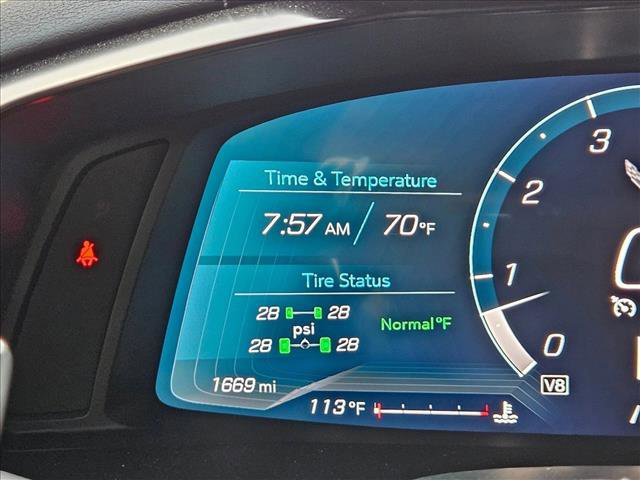 Time & Temperature
7:57 AM / 70°F
Tire Status
28 28
psi
Normal°F
28 28
1669 mi
113°F
3
2
1
0
V8